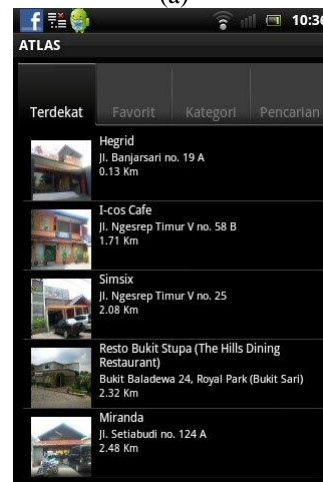 (a)
10:36
ATLAS
Terdekat Favorit Kategori Pencarian
Hegrid
Jl. Banjarsari no. 19 A
0.13 Km
I-cos Cafe
Jl. Ngesrep Timur V no. 58 B
1.71 Km
Simsix
Jl. Ngesrep Timur V no. 25
2.08 Km
Resto Bukit Stupa (The Hills Dining
Restaurant)
Bukit Baladewa 24, Royal Park (Bukit Sari)
2.32 Km
Miranda
Jl. Setiabudi no. 124 A
2.48 Km